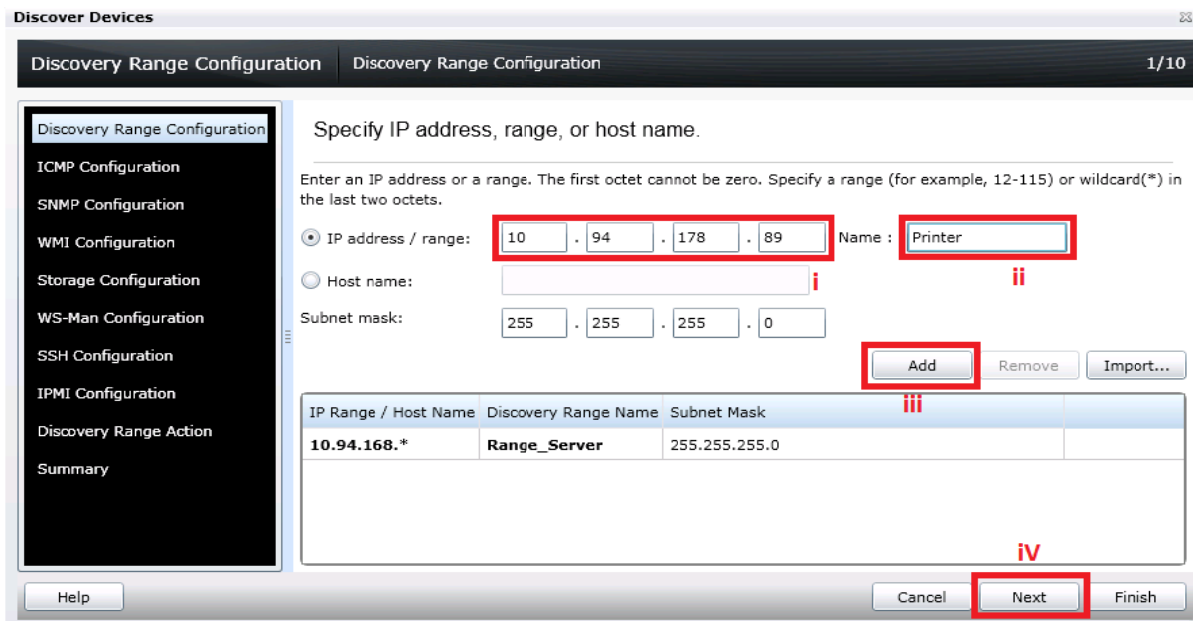 Discover Devices
Discovery Range Configuration Discovery Range Configuration 1/10
Discovery Range Configuration
ICMP Configuration
SNMP Configuration
WMI Configuration
Storage Configuration
WS-Man Configuration
SSH Configuration
IPMI Configuration
Discovery Range Action
Summary
Specify IP address, range, or host name.
Enter an IP address or a range. The first octet cannot be zero. Specify a range (for example, 12-115) or wildcard(*) in
the last two octets.
IP address / range: 10 . 94 . 178 . 89 Name : Printer
Host name: i ii
Subnet mask: 255 . 255 . 255 . 0
Add Remove Import...
iii
IP Range / Host Name Discovery Range Name Subnet Mask
10.94.168.* Range_Server 255.255.255.0
iV
Help Cancel Next Finish